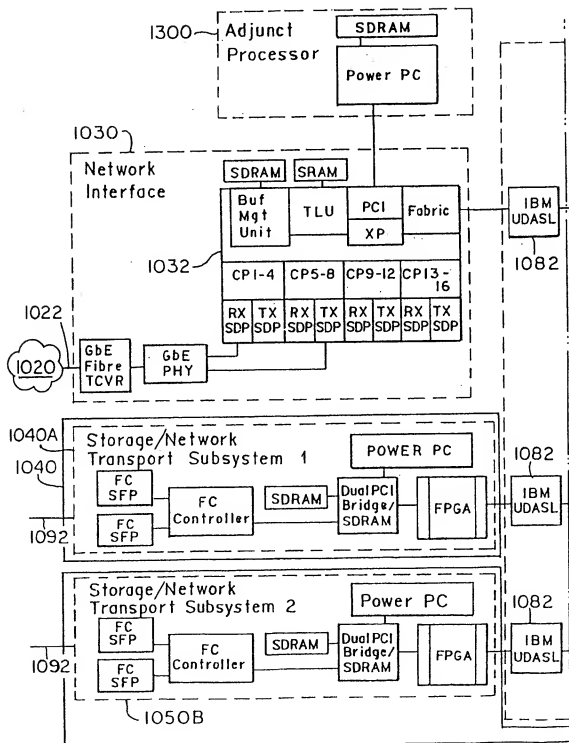 1300
Adjunct
Processor
SDRAM
Power PC
1030
Network
Interface
SDRAM
SRAM
Buf
Mgt
Unit
TLU
PCI
XP
Fabric
1032
CP1-4
CP5-8
CP9-12
CP13-
16
RX
SDP
TX
SDP
RX
SDP
TX
SDP
RX
SDP
TX
SDP
RX
SDP
TX
SDP
IBM
UDASL
1082
1022
1020
GbE
Fibre
TCVR
GbE
PHY
1040A
1040
1092
Storage/Network
Transport Subsystem 1
FC
SFP
FC
SFP
FC
Controller
SDRAM
POWER PC
Dual PCI
Bridge/
SDRAM
FPGA
1082
IBM
UDASL
Storage/Network
Transport Subsystem 2
1092
FC
SFP
FC
SFP
FC
Controller
SDRAM
Power PC
Dual PCI
Bridge/
SDRAM
FPGA
1082
IBM
UDASL
1050B